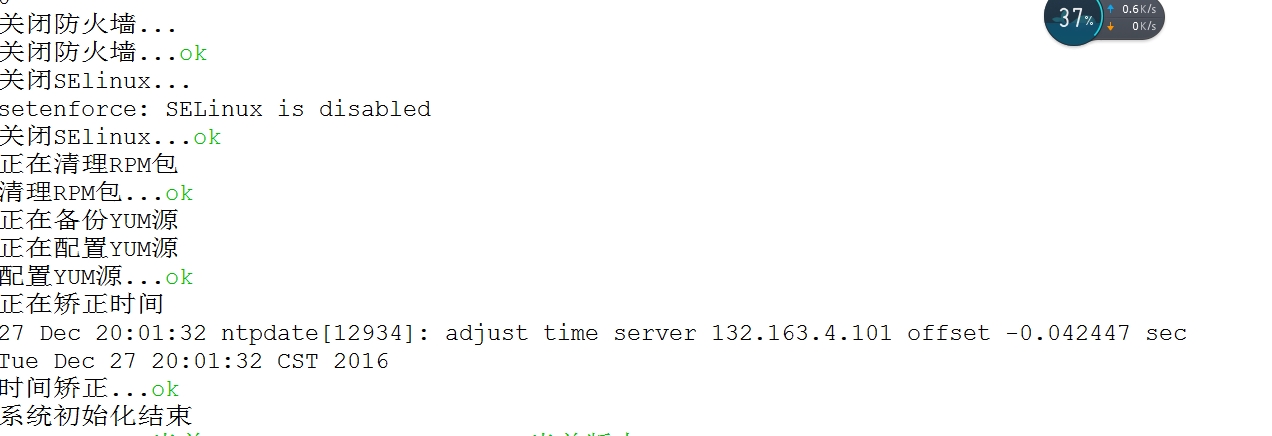 关闭防火墙...
关闭防火墙...ok
关闭SElinux...
setenforce: SELinux is disabled
关闭SElinux...ok
正在清理RPM包
清理RPM包...ok
正在备份YUM源
正在配置YUM源
配置YUM源...ok
正在矫正时间
27 Dec 20:01:32 ntpdate[12934]: adjust time server 132.163.4.101 offset -0.042447 sec
Tue Dec 27 20:01:32 CST 2016
时间矫正...ok
系统初始化结束
37%
0.6K/s
0K/s